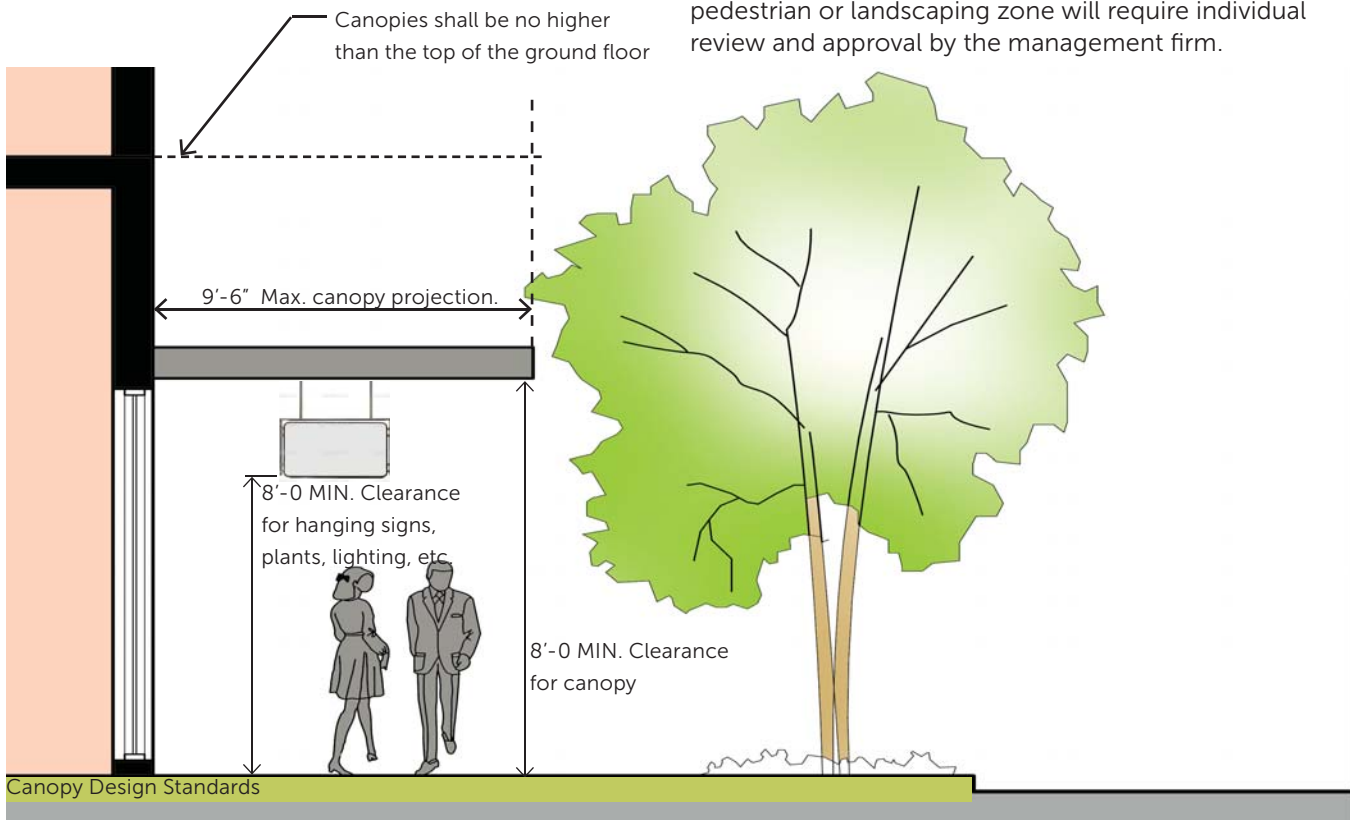 Canopies shall be no higher
than the top of the ground floor
pedestrian or landscaping zone will require individual
review and approval by the management firm.
9’-6” Max. canopy projection.
8’-0 MIN. Clearance
for hanging signs,
plants, lighting, etc.
8’-0 MIN. Clearance
for canopy
Canopy Design Standards